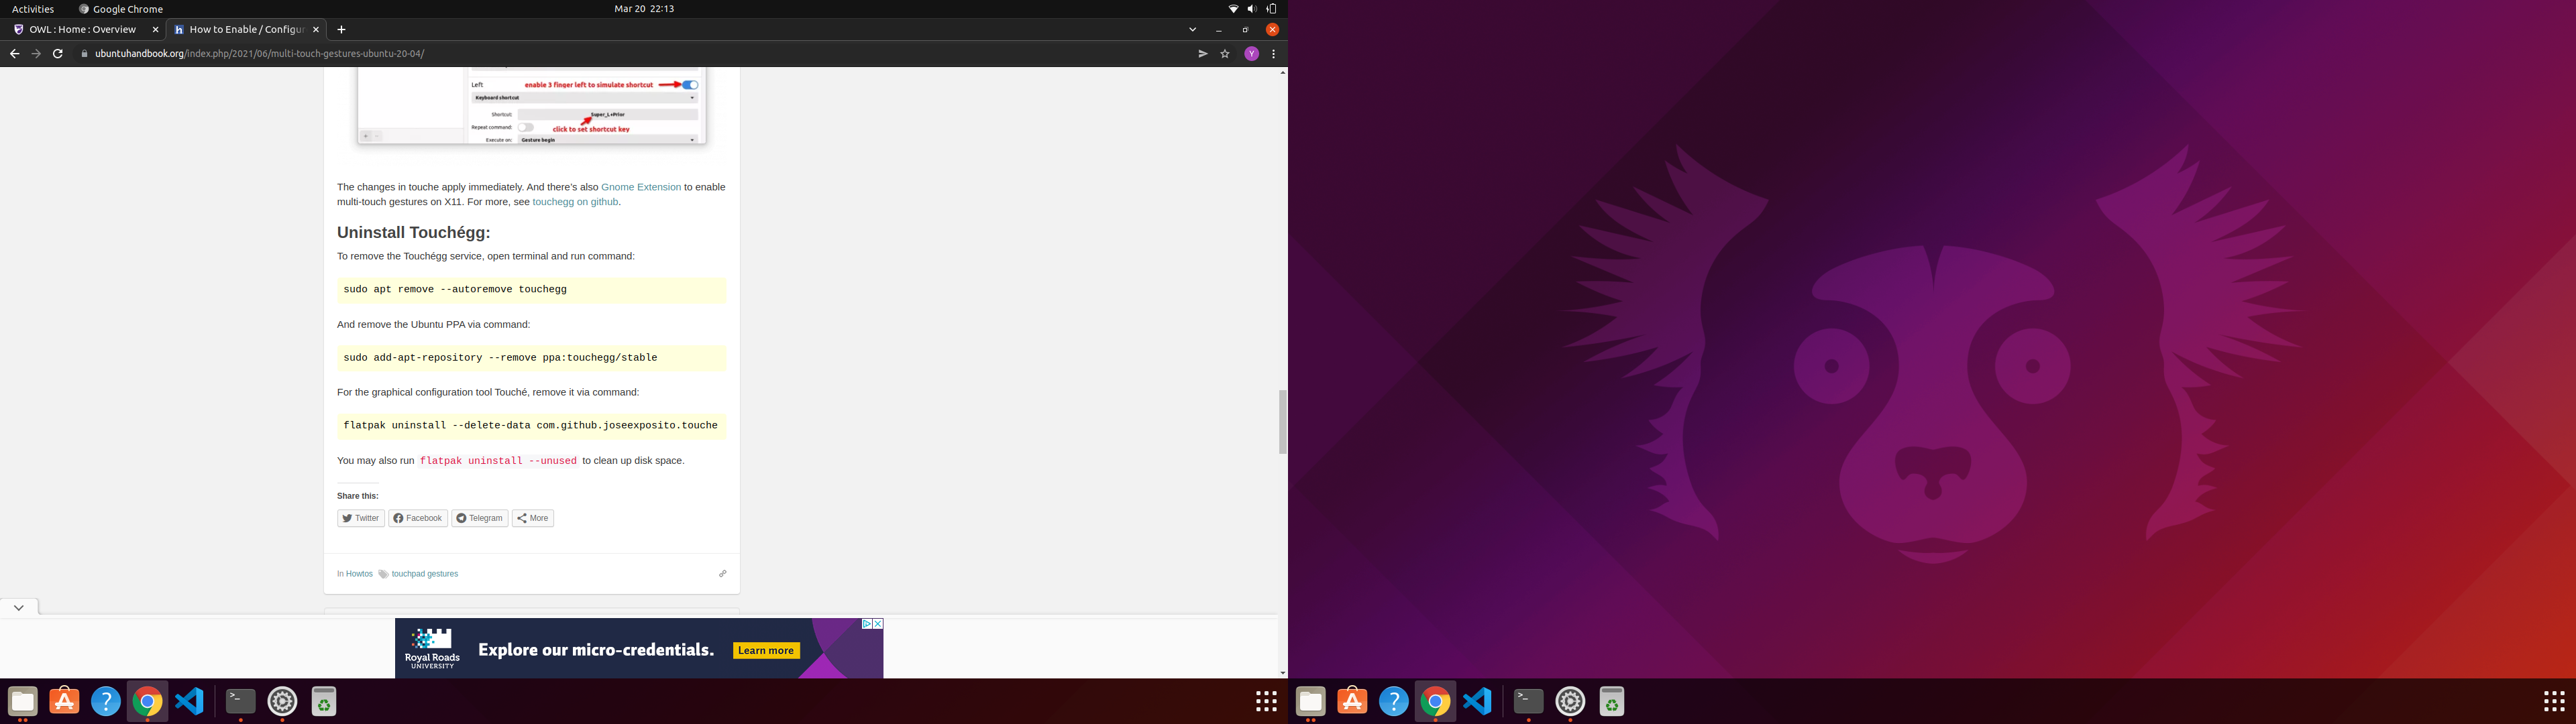 Activities Google Chrome Mar 20 22:13
OWL : Home : Overview How to Enable / Configur
ubuntuhandbook.org/index.php/2021/06/multi-touch-gestures-ubuntu-20-04/ Y
Left enable 3 finger left to simulate shortcut
Keyboard shortcut
Shortcut: Super_L+Prior
Repeat command: click to set shortcut key
Execute on: Gesture begin
The changes in touche apply immediately. And there's also Gnome Extension to enable
multi-touch gestures on X11. For more, see touchegg on github.
Uninstall Touchégg:
To remove the Touchégg service, open terminal and run command:
sudo apt remove --autoremove touchegg
And remove the Ubuntu PPA via command:
sudo add-apt-repository --remove ppa:touchegg/stable
For the graphical configuration tool Touché, remove it via command:
flatpak uninstall --delete-data com.github.joseexposito.touche
You may also run flatpak uninstall --unused to clean up disk space.
Share this:
Twitter Facebook Telegram More
In Howtos touchpad gestures
Royal Roads
UNIVERSITY
Explore our micro-credentials. Learn more